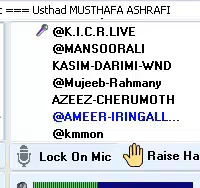 === Usthad MUSTHAFA ASHRAFI
@K.I.C.R.LIVE
@MANSOORALI
KASIM-DARIMI-WND
@Mujeeb-Rahmany
AZEEZ-CHERUMOTH
@AMEER-IRINGALL...
@kmmon
Lock On Mic
Raise Ha